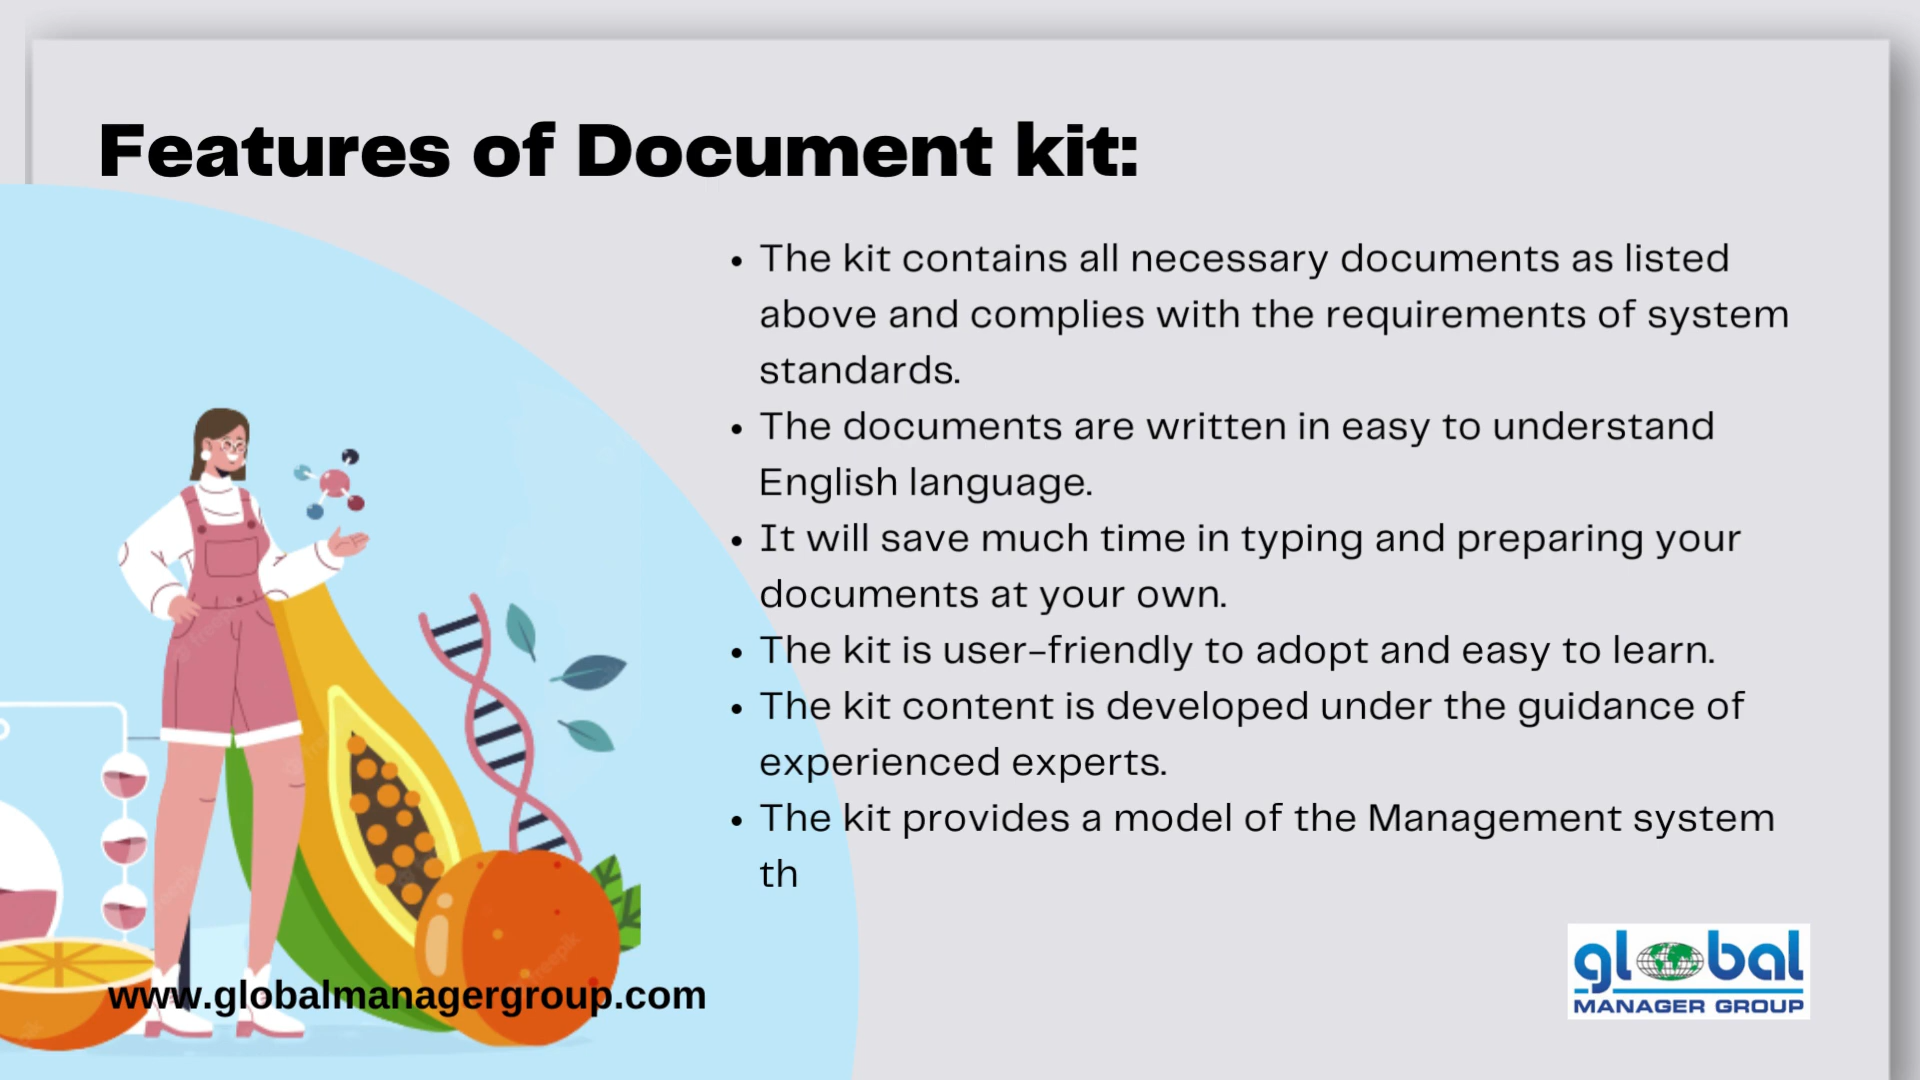 Features of Document kit:
• The kit contains all necessary documents as listed
above and complies with the requirements of system
standards.
• The documents are written in easy to understand
English language.
• It will save much time in typing and preparing your
documents at your own.
• The kit is user-friendly to adopt and easy to learn.
• The kit content is developed under the guidance of
experienced experts.
• The kit provides a model of the Management system
th
www.globalmanagergroup.com
global
MANAGER GROUP